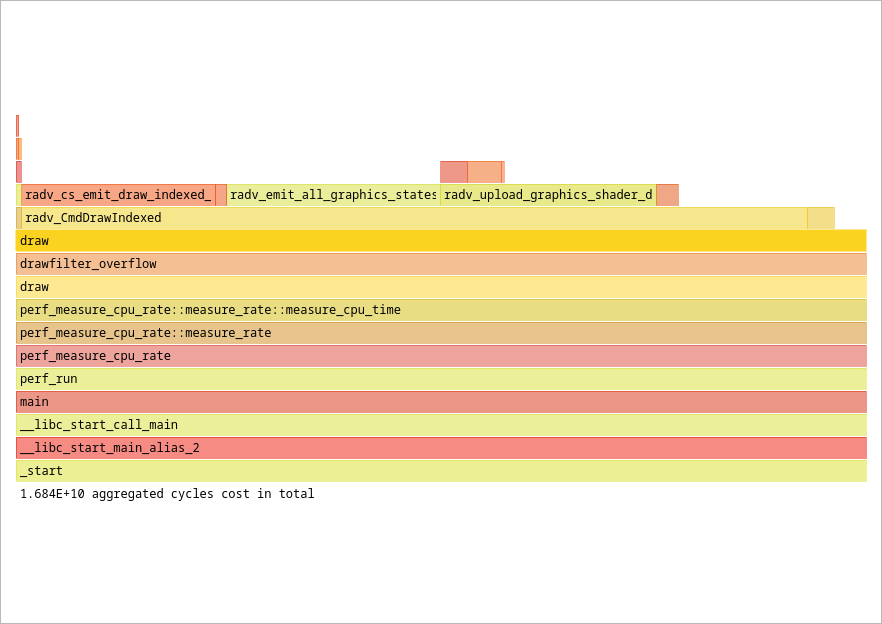 radv_cs_emit_draw_indexed_ radv_emit_all_graphics_states radv_upload_graphics_shader_d
radv_CmdDrawIndexed
draw
drawfilter_overflow
draw
perf_measure_cpu_rate::measure_rate::measure_cpu_time
perf_measure_cpu_rate::measure_rate
perf_measure_cpu_rate
perf_run
main
__libc_start_call_main
__libc_start_main_alias_2
_start
1.684E+10 aggregated cycles cost in total